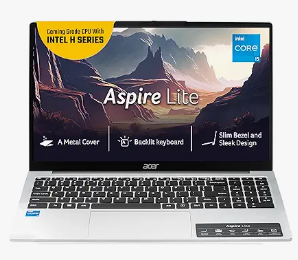 Coming Grade CPU With
INTEL H SERIES
intel
CORE
i5
Aspire Lite
A Metal Cover
Backlit keyboard
Slim Bezel and
Sleek Design
acer
Aspire Lite